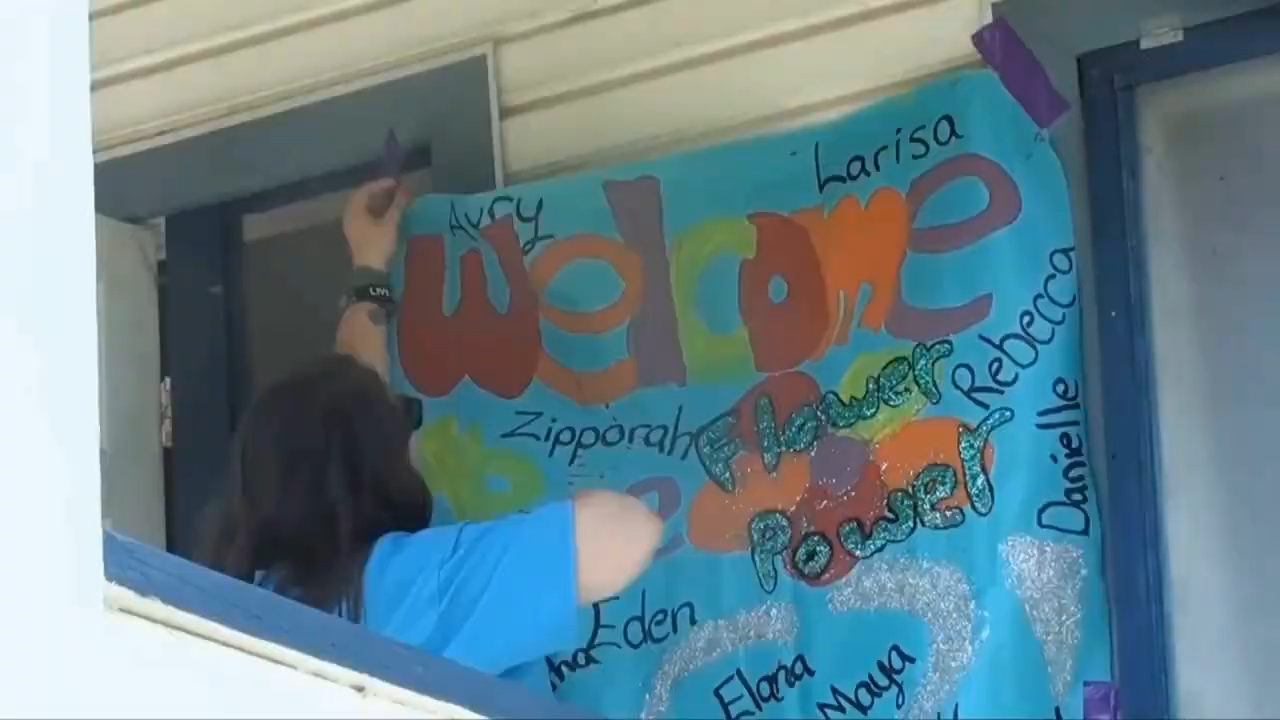 Larisa
Avry
Welcome
Rebecca
Flower
Zipporah
Danielle
Power
Eden
Elana
Maya